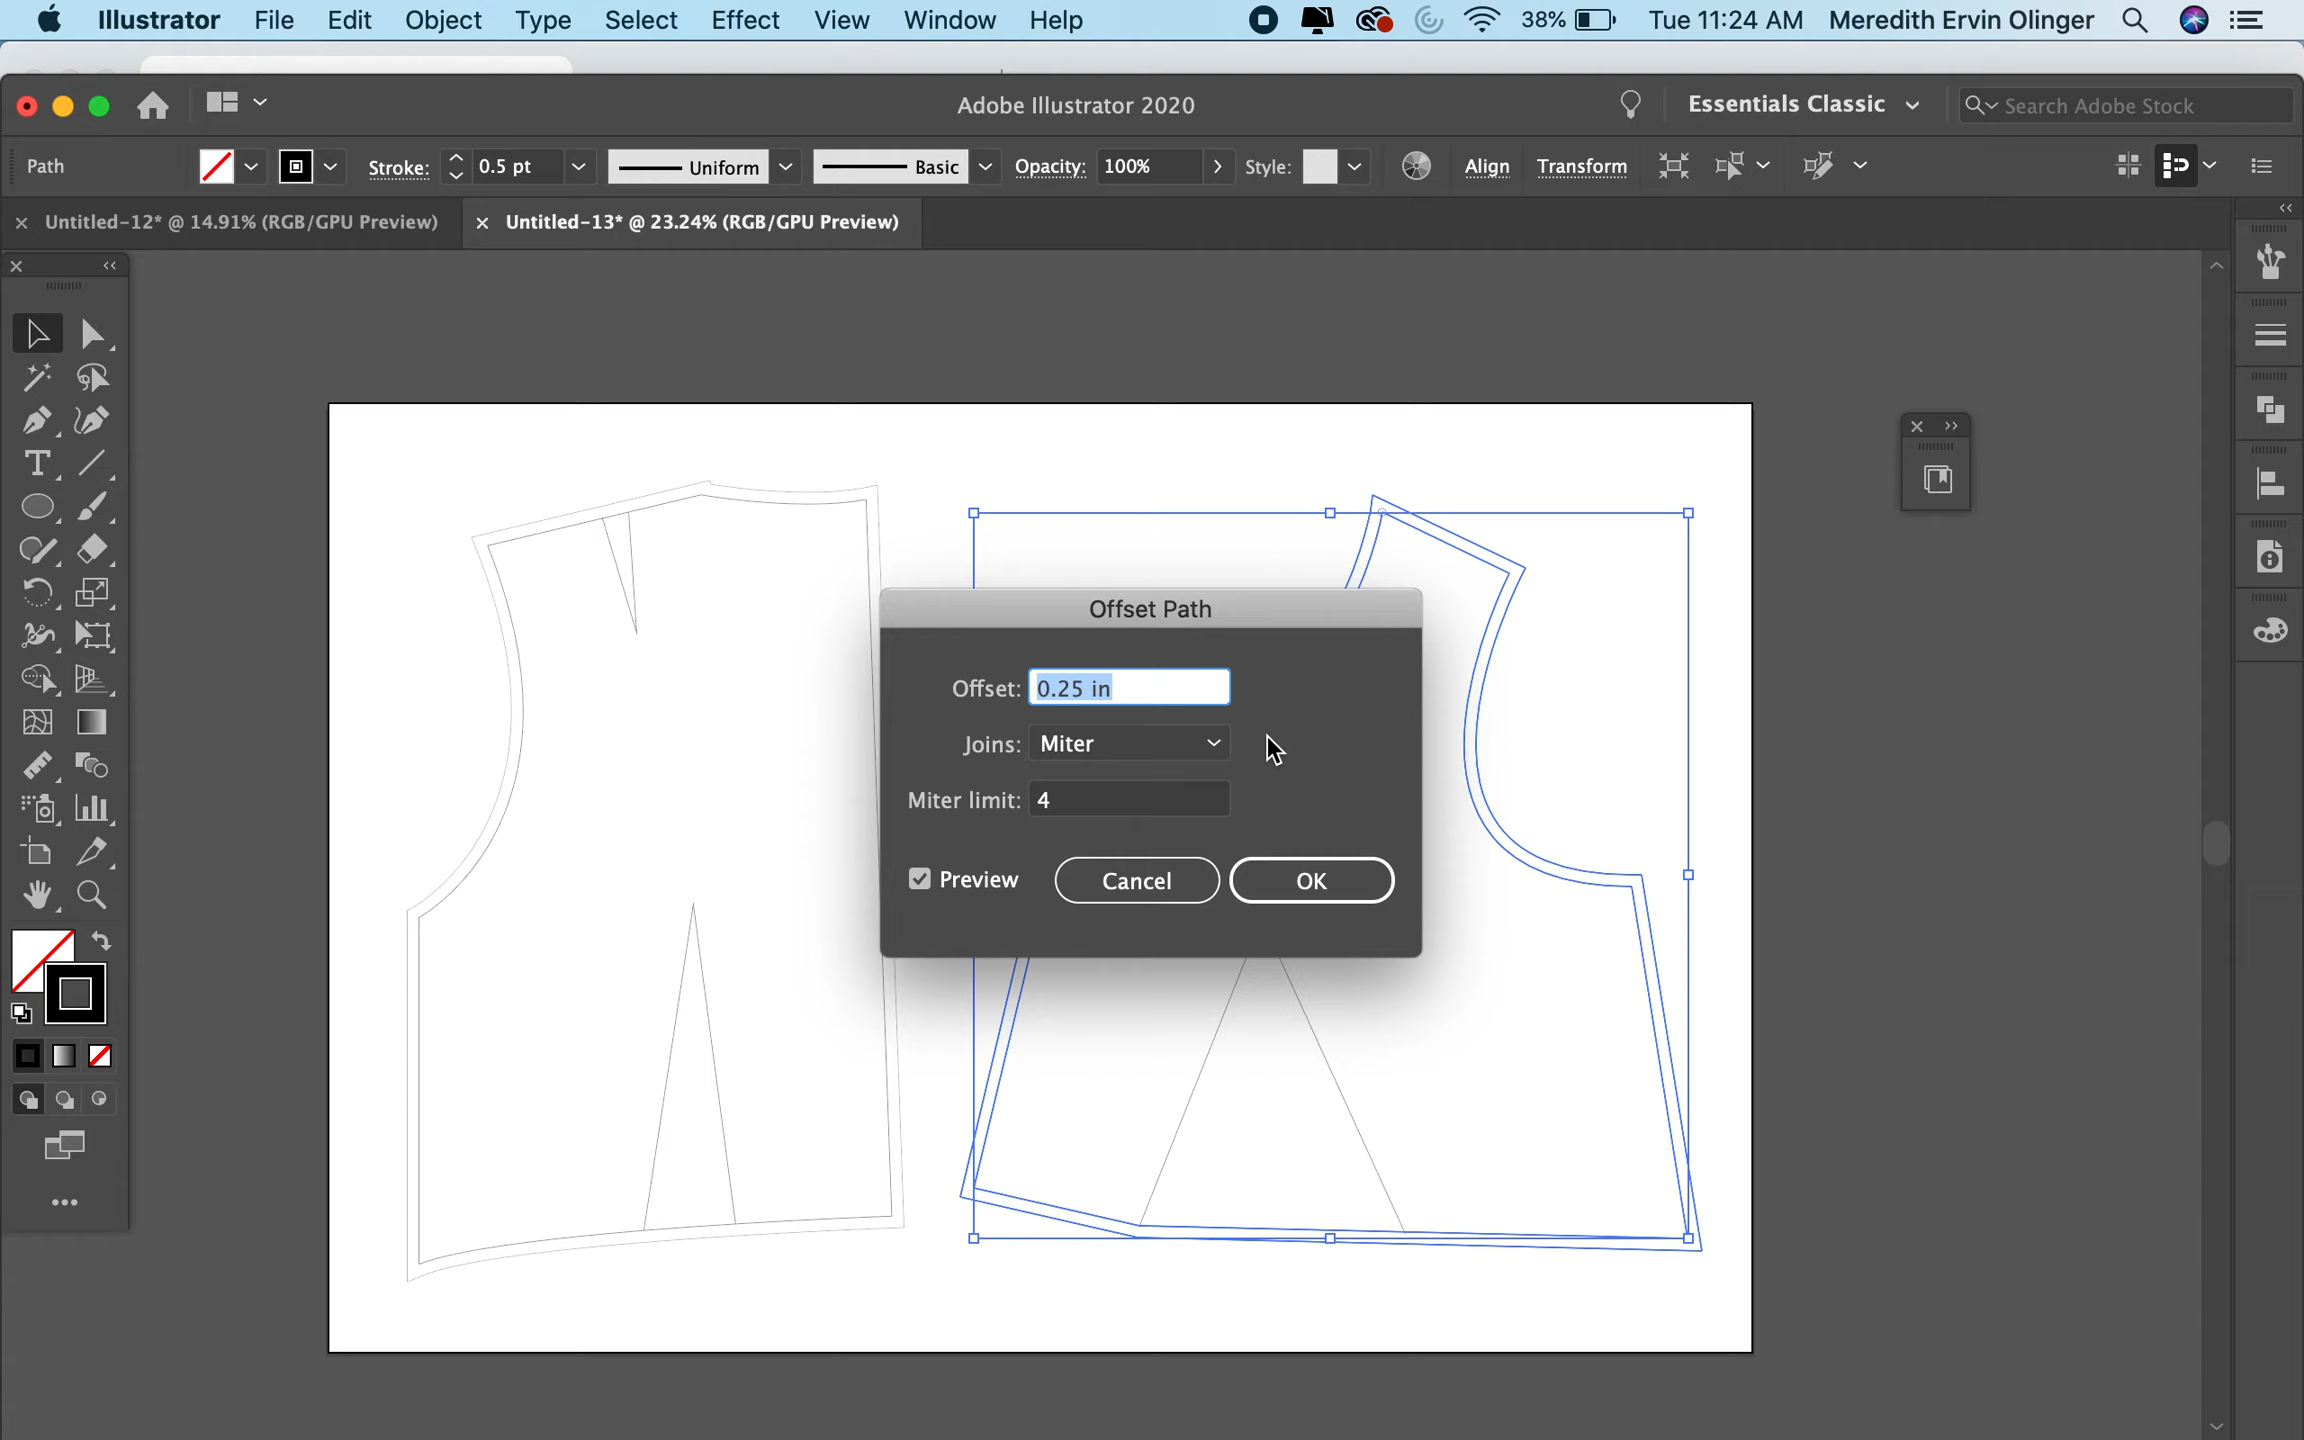 Illustrator File Edit Object Type Select Effect View Window Help 38% Tue 11:24 AM Meredith Ervin Olinger
Adobe Illustrator 2020 Essentials Classic Search Adobe Stock
Path Stroke: 0.5 pt Uniform Basic Opacity: 100% Style: Align Transform
Untitled-12* @ 14.91% (RGB/GPU Preview) Untitled-13* @ 23.24% (RGB/GPU Preview)
Offset Path
Offset: 0.25 in
Joins: Miter
Miter limit: 4
Preview Cancel OK